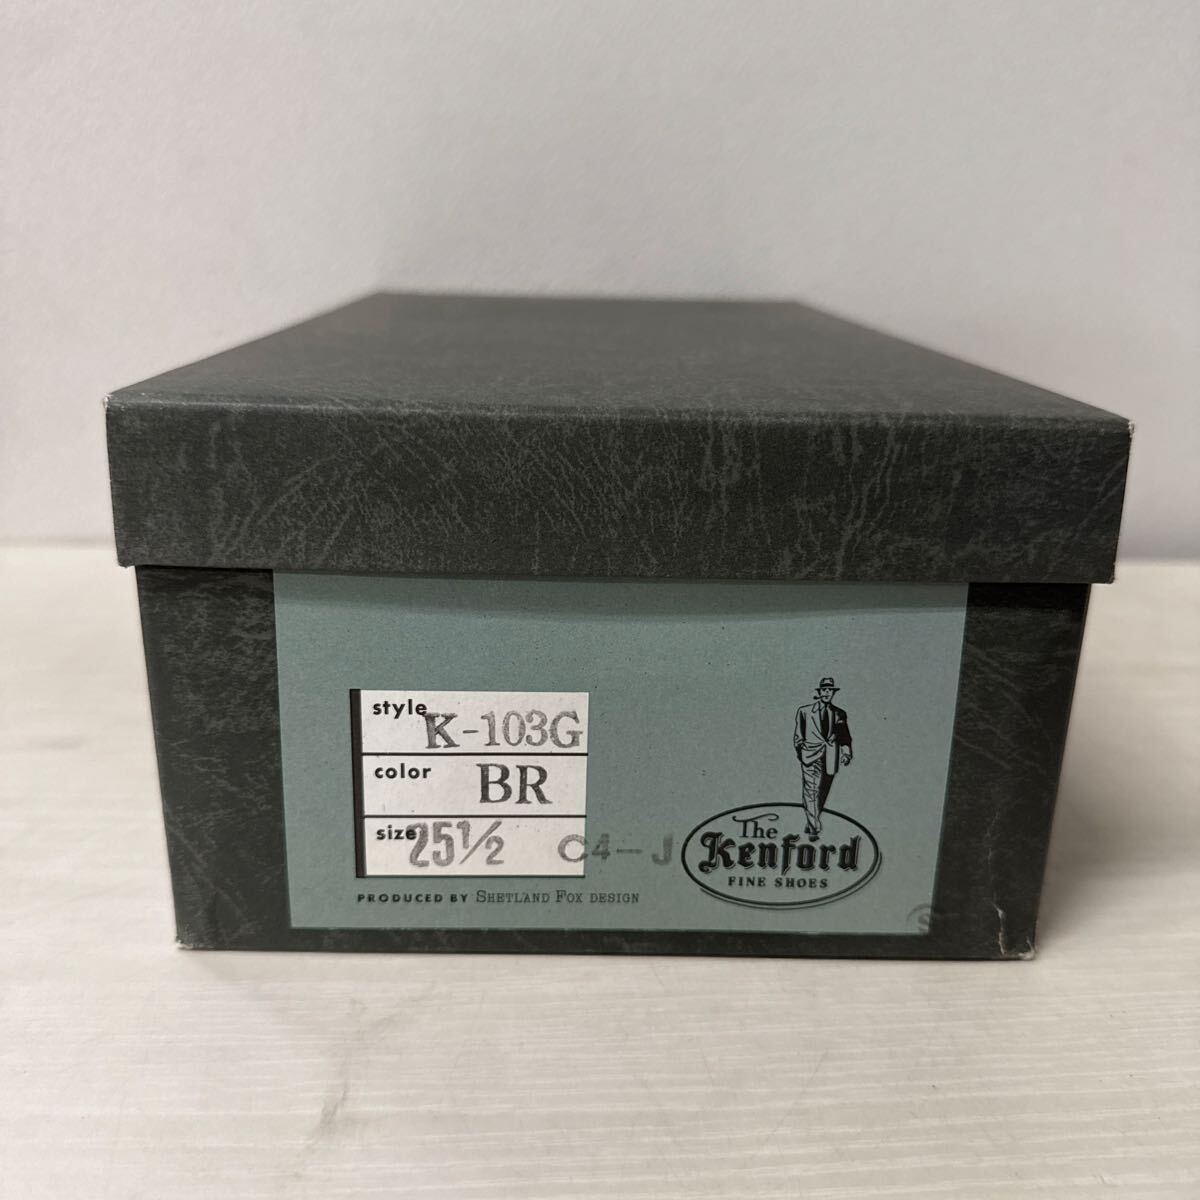 style K-103G
color BR
size 25½ C4-J
PRODUCED BY SHETLAND FOX DESIGN
The
Kenford
FINE SHOES
S